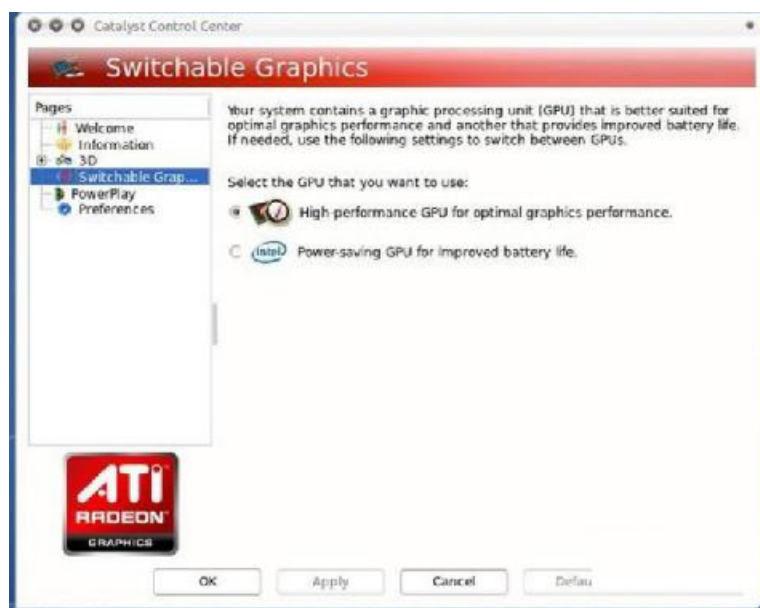 Catalyst Control Center
Switchable Graphics
Pages
Welcome
Information
3D
Switchable Grap...
PowerPlay
Preferences
Your system contains a graphic processing unit (GPU) that is better suited for
optimal graphics performance and another that provides improved battery life.
If needed, use the following settings to switch between GPUs.
Select the GPU that you want to use:
High-performance GPU for optimal graphics performance.
(intel) Power-saving GPU for improved battery life.
ATI
RADEON
GRAPHICS
OK Apply Cancel Defau